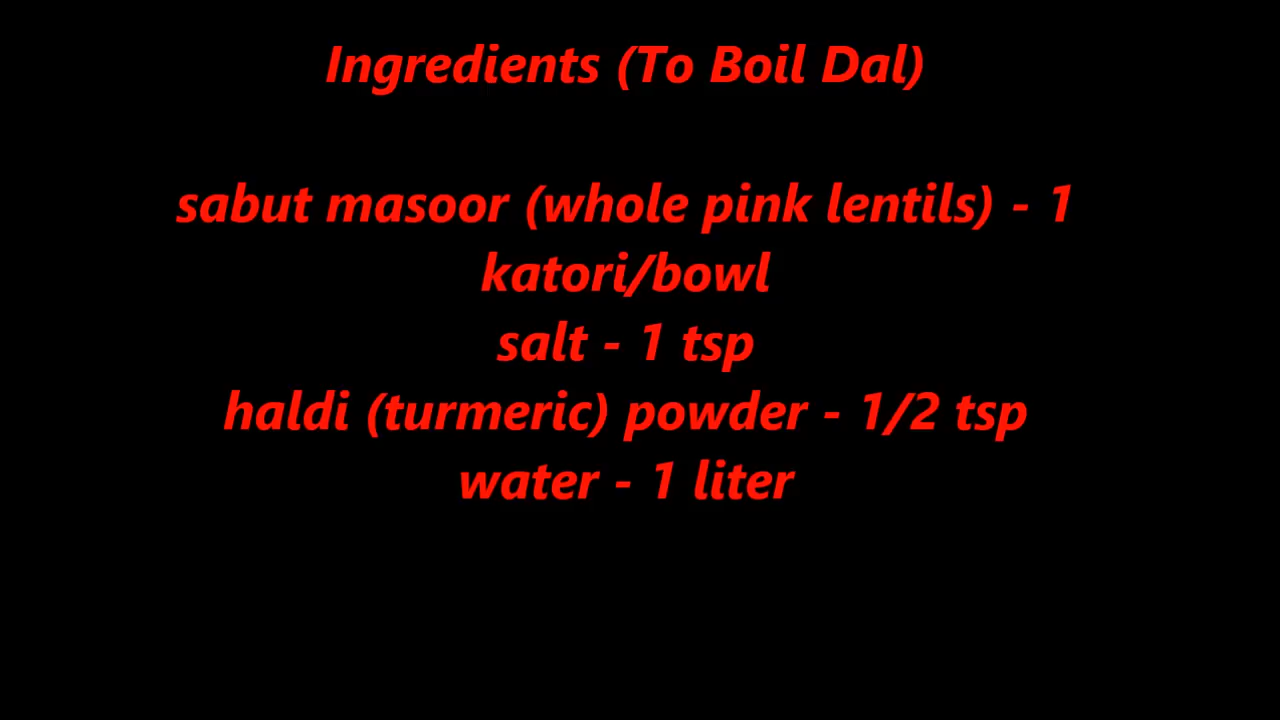 Ingredients (To Boil Dal)
sabut masoor (whole pink lentils) - 1
katori/bowl
salt - 1 tsp
haldi (turmeric) powder - 1/2 tsp
water - 1 liter